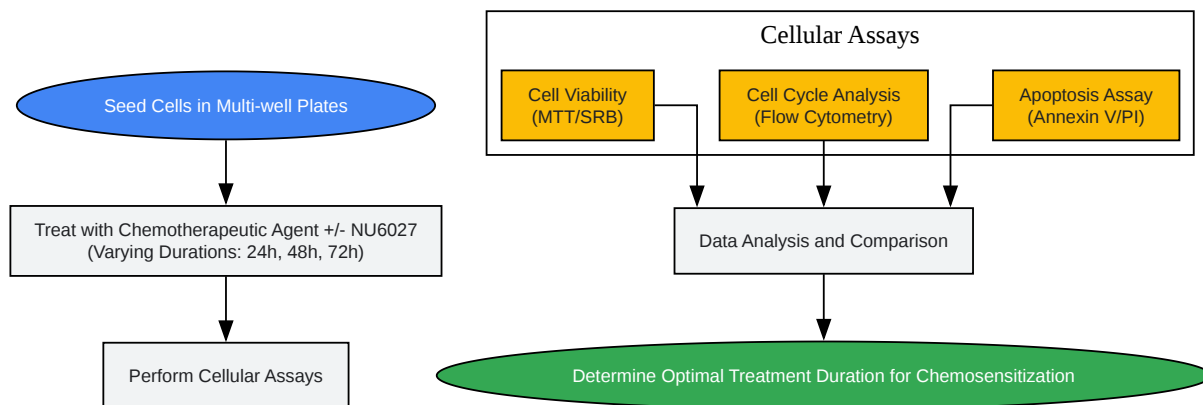 Seed Cells in Multi-well Plates
Treat with Chemotherapeutic Agent +/- NU6027
(Varying Durations: 24h, 48h, 72h)
Perform Cellular Assays
Cellular Assays
Cell Viability
(MTT/SRB)
Cell Cycle Analysis
(Flow Cytometry)
Apoptosis Assay
(Annexin V/PI)
Data Analysis and Comparison
Determine Optimal Treatment Duration for Chemosensitization